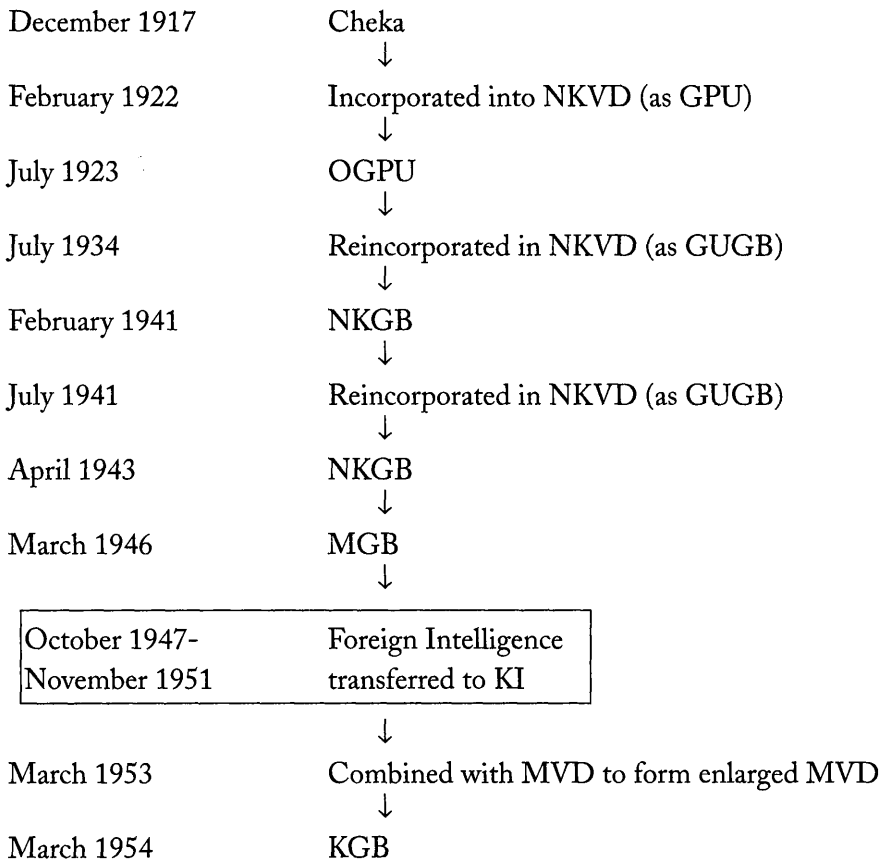 December 1917 Cheka
↓
February 1922 Incorporated into NKVD (as GPU)
↓
July 1923 OGPU
↓
July 1934 Reincorporated in NKVD (as GUGB)
↓
February 1941 NKGB
↓
July 1941 Reincorporated in NKVD (as GUGB)
↓
April 1943 NKGB
↓
March 1946 MGB
↓
October 1947- Foreign Intelligence
November 1951 transferred to KI
↓
March 1953 Combined with MVD to form enlarged MVD
↓
March 1954 KGB